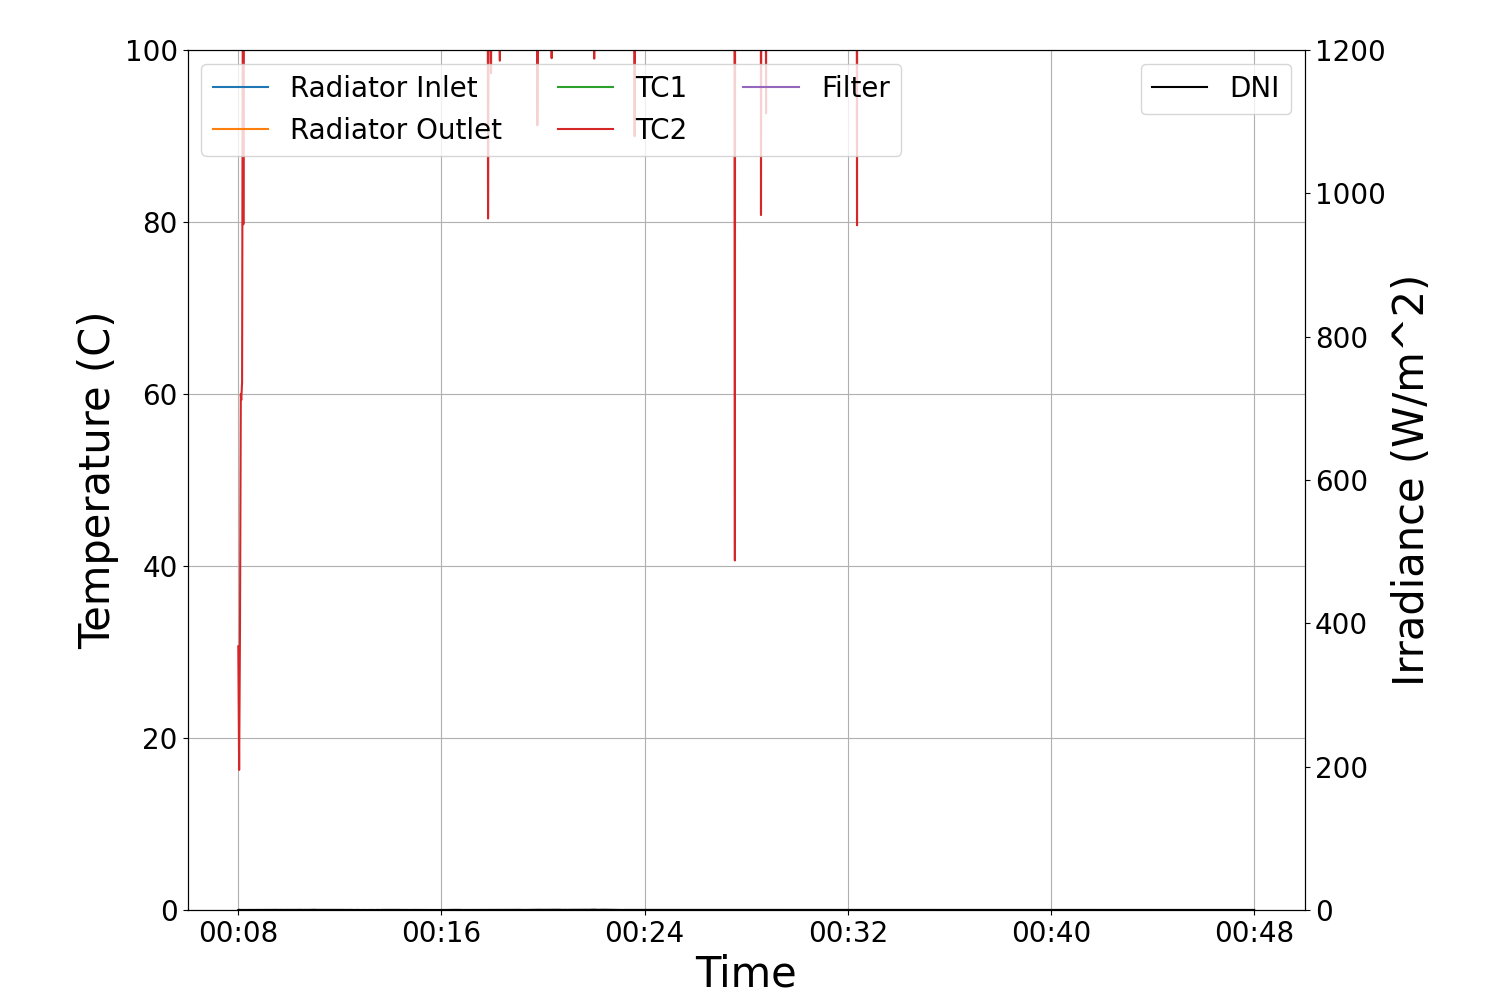 100
80
60
40
20
0
Temperature (C)
Radiator Inlet
Radiator Outlet
TC1
TC2
Filter
DNI
1200
1000
800
600
400
200
0
Irradiance (W/m^2)
00:08 00:16 00:24 00:32 00:40 00:48
Time